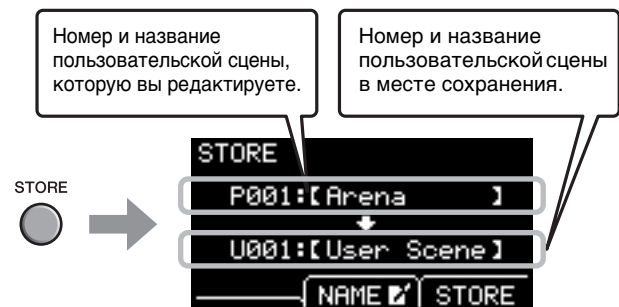 Номер и название
пользовательской сцены,
которую вы редактируете.
Номер и название
пользовательской сцены
в месте сохранения.
STORE
STORE
P001:[Arena ]
U001:[User Scene]
NAME STORE